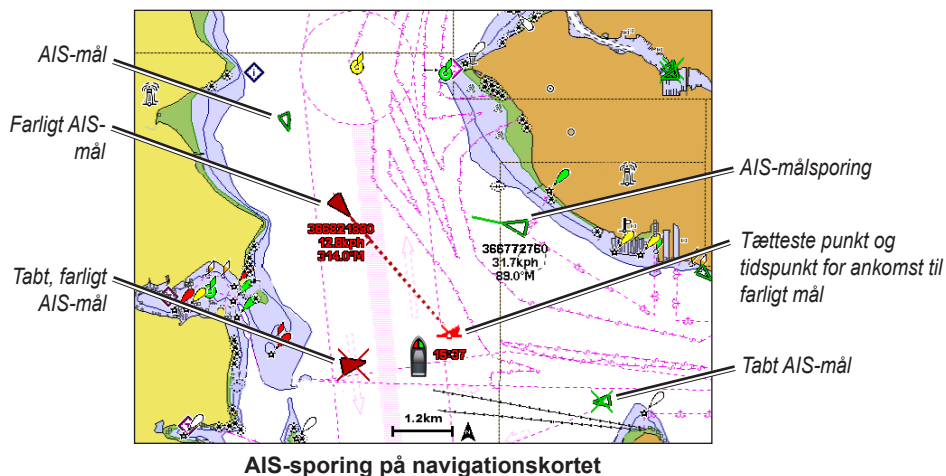 AIS-mål
Farligt AIS-
mål
Tabt, farligt
AIS-mål
366821890
12.8kph
314.0°M
366772760
31.7kph
89.0°M
15:37
1.2km
AIS-målsporing
Tætteste punkt og
tidspunkt for ankomst til
farligt mål
Tabt AIS-mål
AIS-sporing på navigationskortet